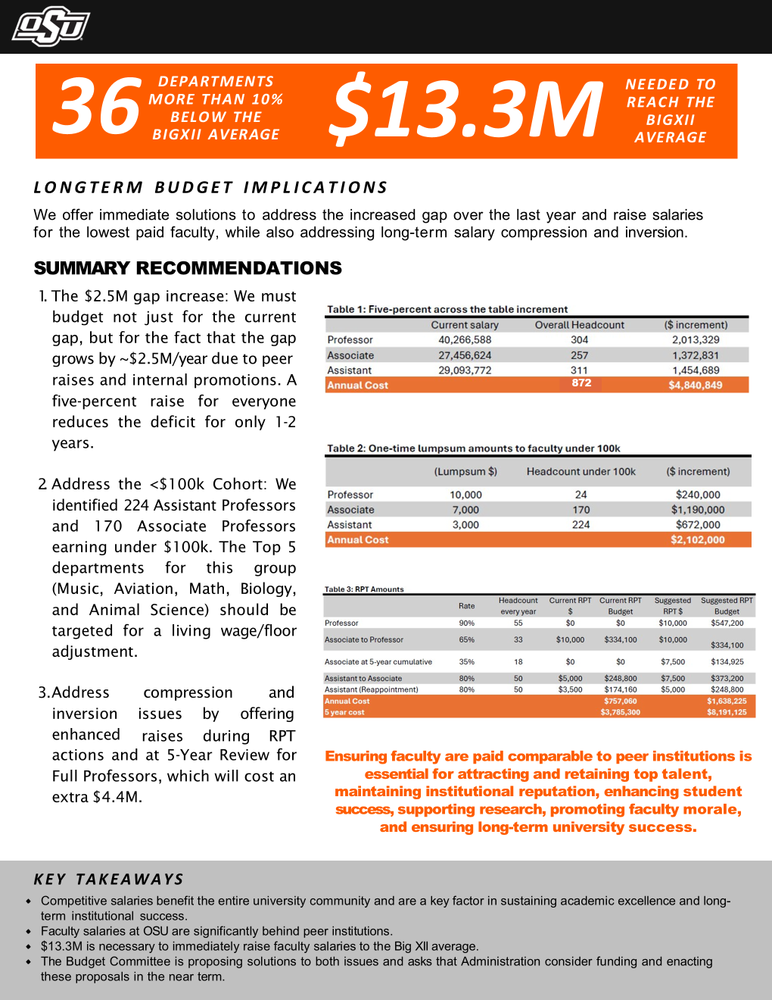 OSU
36
DEPARTMENTS
MORE THAN 10%
BELOW THE
BIGXII AVERAGE
$13.3M
NEEDED TO
REACH THE
BIGXII
AVERAGE
LONGTERM BUDGET IMPLICATIONS
We offer immediate solutions to address the increased gap over the last year and raise salaries
for the lowest paid faculty, while also addressing long-term salary compression and inversion.
SUMMARY RECOMMENDATIONS
1. The $2.5M gap increase: We must
budget not just for the current
gap, but for the fact that the gap
grows by ~$2.5M/year due to peer
raises and internal promotions. A
five-percent raise for everyone
reduces the deficit for only 1-2
years.
2. Address the <$100k Cohort: We
identified 224 Assistant Professors
and 170 Associate Professors
earning under $100k. The Top 5
departments for this group
(Music, Aviation, Math, Biology,
and Animal Science) should be
targeted for a living wage/floor
adjustment.
3.Address compression and
inversion issues by offering
enhanced raises during RPT
actions and at 5-Year Review for
Full Professors, which will cost an
extra $4.4M.
Table 1: Five-percent across the table increment
Current salary Overall Headcount ($ increment)
Professor 40,266,588 304 2,013,329
Associate 27,456,624 257 1,372,831
Assistant 29,093,772 311 1,454,689
Annual Cost 872 $4,840,849
Table 2: One-time lumpsum amounts to faculty under 100k
(Lumpsum $) Headcount under 100k ($ increment)
Professor 10,000 24 $240,000
Associate 7,000 170 $1,190,000
Assistant 3,000 224 $672,000
Annual Cost $2,102,000
Table 3: RPT Amounts
Rate Headcount every year Current RPT $ Current RPT Budget Suggested RPT $ Suggested RPT Budget
Professor 90% 55 $0 $0 $10,000 $547,200
Associate to Professor 65% 33 $10,000 $334,100 $10,000 $334,100
Associate at 5-year cumulative 35% 18 $0 $0 $7,500 $134,925
Assistant to Associate 80% 50 $5,000 $248,800 $7,500 $373,200
Assistant (Reappointment) 80% 50 $3,500 $174,160 $5,000 $248,800
Annual Cost $757,060 $1,638,225
5 year cost $3,785,300 $8,191,125
Ensuring faculty are paid comparable to peer institutions is
essential for attracting and retaining top talent,
maintaining institutional reputation, enhancing student
success, supporting research, promoting faculty morale,
and ensuring long-term university success.
KEY TAKEAWAYS
• Competitive salaries benefit the entire university community and are a key factor in sustaining academic excellence and long-
term institutional success.
• Faculty salaries at OSU are significantly behind peer institutions.
• $13.3M is necessary to immediately raise faculty salaries to the Big XII average.
• The Budget Committee is proposing solutions to both issues and asks that Administration consider funding and enacting
these proposals in the near term.